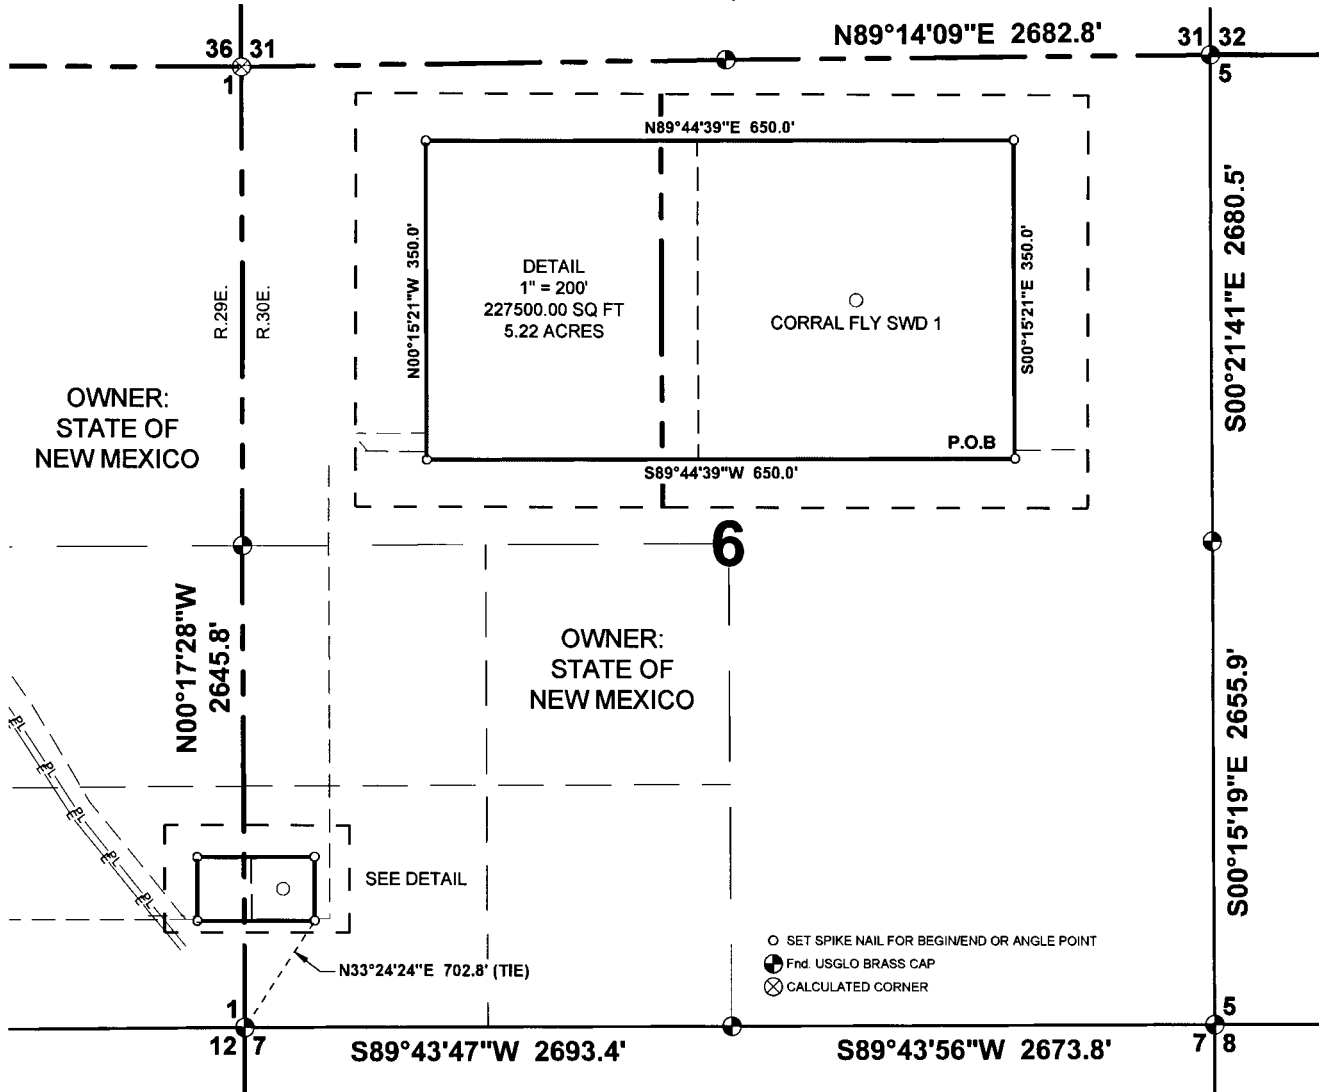 N89°14'09"E 2682.8'
36 31
1
31 32
5
N89°44'39"E 650.0'
N00°15'21"W 350.0'
DETAIL
1" = 200'
227500.00 SQ FT
5.22 ACRES
CORRAL FLY SWD 1
S00°15'21"E 350.0'
P.O.B
S89°44'39"W 650.0'
R.29E.
R.30E.
S00°21'41"E 2680.5'
OWNER:
STATE OF
NEW MEXICO
6
N00°17'28"W
2645.8'
OWNER:
STATE OF
NEW MEXICO
S00°15'19"E 2655.9'
PL
E
PL
E
PL
E
PL
E
PL
SEE DETAIL
N33°24'24"E 702.8' (TIE)
SET SPIKE NAIL FOR BEGIN/END OR ANGLE POINT
Fnd. USGLO BRASS CAP
CALCULATED CORNER
1
12 7
S89°43'47"W 2693.4'
S89°43'56"W 2673.8'
5
7 8